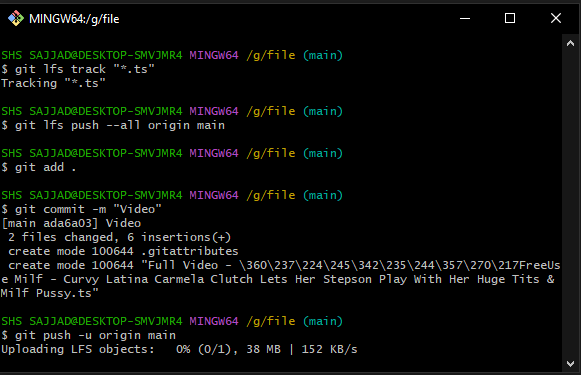 MINGW64:/g/file
SHS SAJJAD@DESKTOP-SMVJMR4 MINGW64 /g/file (main)
$ git lfs track "*.ts"
Tracking "*.ts"
SHS SAJJAD@DESKTOP-SMVJMR4 MINGW64 /g/file (main)
$ git lfs push --all origin main
SHS SAJJAD@DESKTOP-SMVJMR4 MINGW64 /g/file (main)
$ git add .
SHS SAJJAD@DESKTOP-SMVJMR4 MINGW64 /g/file (main)
$ git commit -m "Video"
[main ada6a03] Video
 2 files changed, 6 insertions(+)
 create mode 100644 .gitattributes
 create mode 100644 "Full Video - \360\237\224\245\342\235\244\357\270\217FreeUs
e Milf - Curvy Latina Carmela Clutch Lets Her Stepson Play With Her Huge Tits &
Milf Pussy.ts"
SHS SAJJAD@DESKTOP-SMVJMR4 MINGW64 /g/file (main)
$ git push -u origin main
Uploading LFS objects:   0% (0/1), 38 MB | 152 KB/s